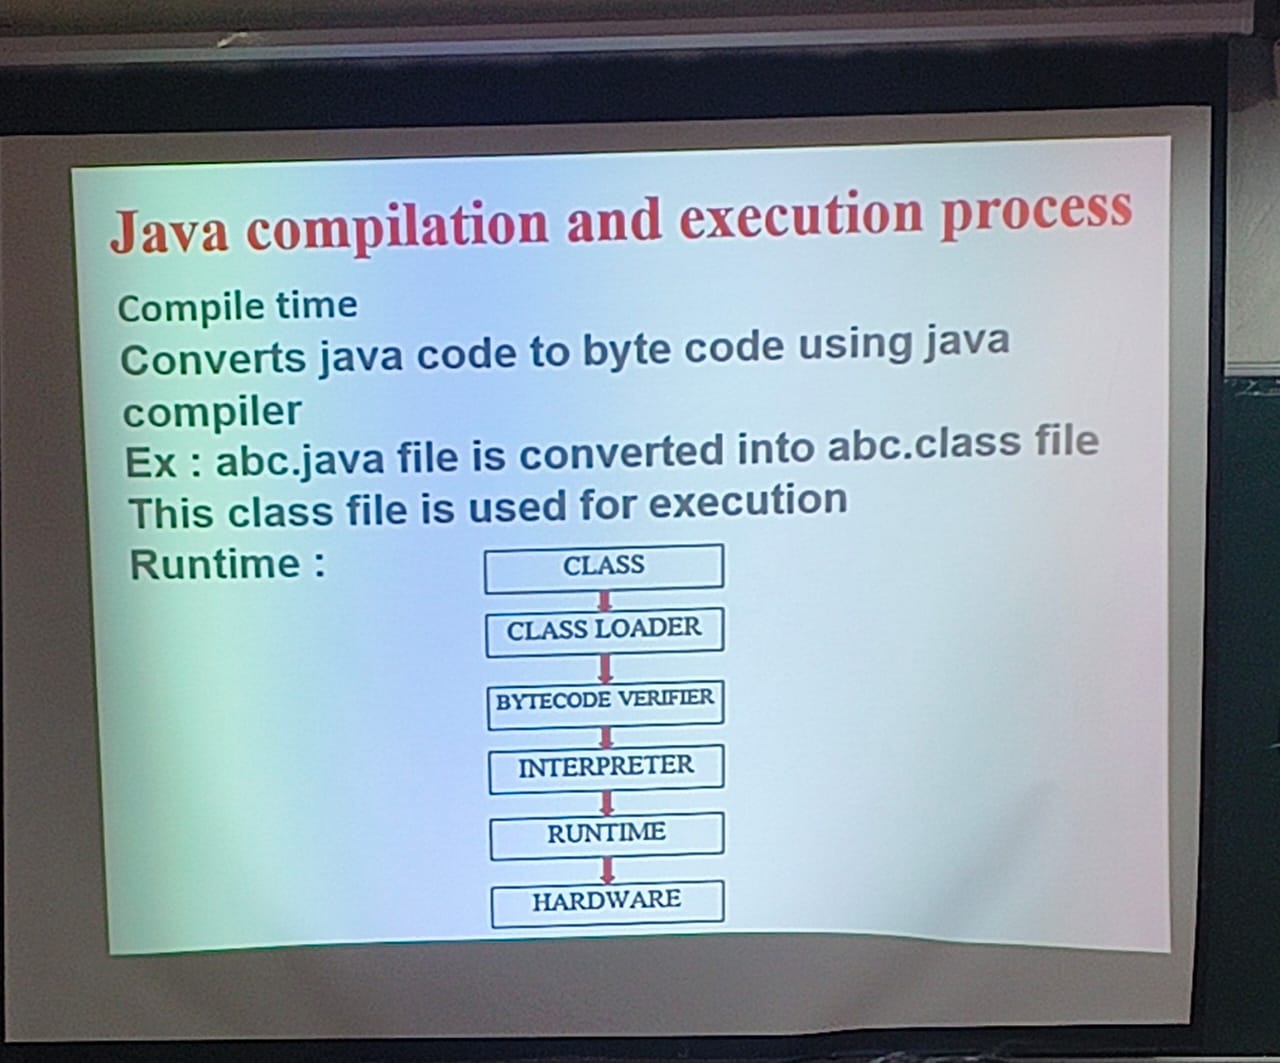 Java compilation and execution process
Compile time
Converts java code to byte code using java
compiler
Ex : abc.java file is converted into abc.class file
This class file is used for execution
Runtime :
CLASS
CLASS LOADER
BYTECODE VERIFIER
INTERPRETER
RUNTIME
HARDWARE